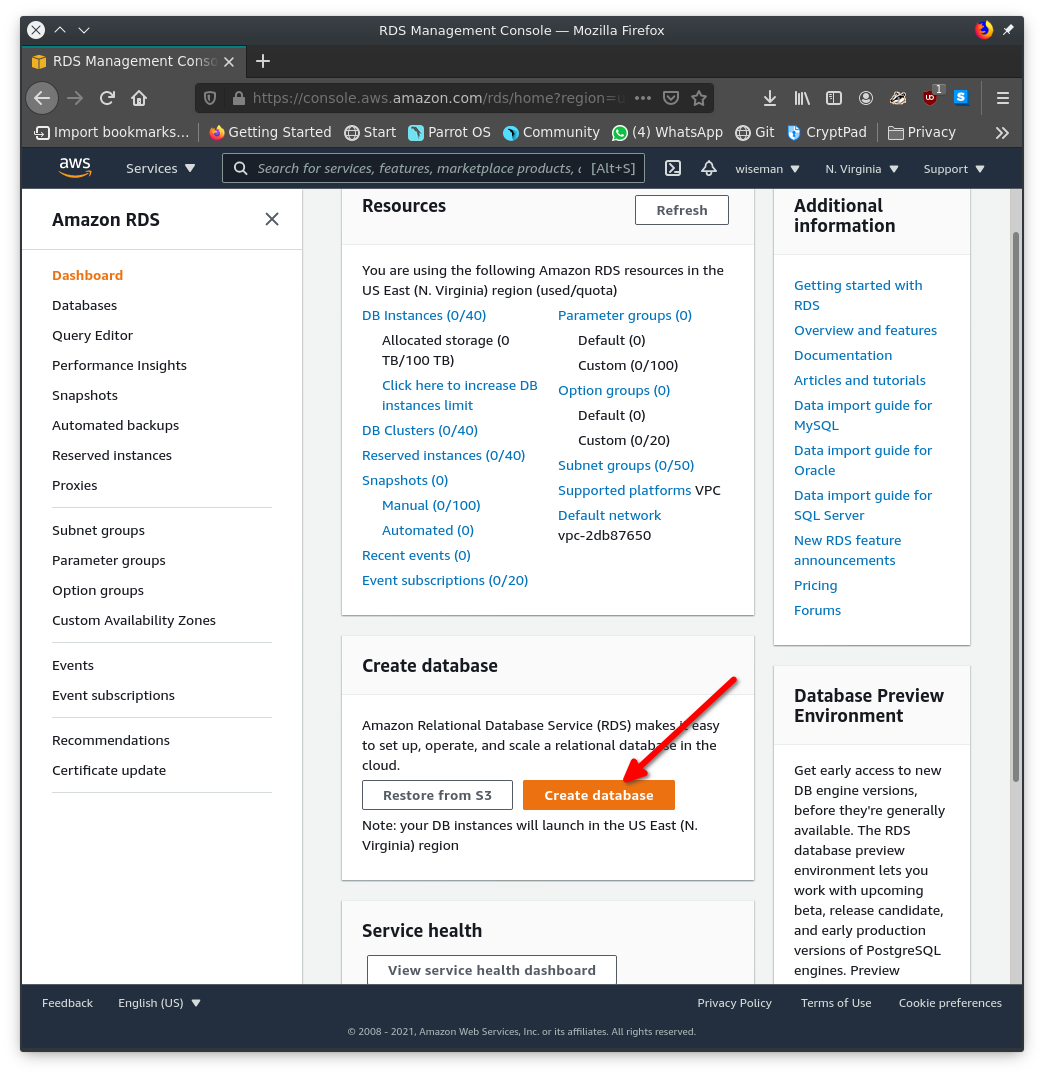 RDS Management Console — Mozilla Firefox
RDS Management Conso
https://console.aws.amazon.com/rds/home?region=u
1
Import bookmarks...
Getting Started
Start
Parrot OS
Community
(4) WhatsApp
Git
CryptPad
Privacy
aws
Services
Search for services, features, marketplace products, [Alt+S]
wiseman
N. Virginia
Support
Amazon RDS
Dashboard
Databases
Query Editor
Performance Insights
Snapshots
Automated backups
Reserved instances
Proxies
Subnet groups
Parameter groups
Option groups
Custom Availability Zones
Events
Event subscriptions
Recommendations
Certificate update
Resources
Refresh
You are using the following Amazon RDS resources in the
US East (N. Virginia) region (used/quota)
DB Instances (0/40)
Allocated storage (0
TB/100 TB)
Click here to increase DB
instances limit
DB Clusters (0/40)
Reserved instances (0/40)
Snapshots (0)
Manual (0/100)
Automated (0)
Recent events (0)
Event subscriptions (0/20)
Parameter groups (0)
Default (0)
Custom (0/100)
Option groups (0)
Default (0)
Custom (0/20)
Subnet groups (0/50)
Supported platforms VPC
Default network
vpc-2db87650
Create database
Amazon Relational Database Service (RDS) makes it easy
to set up, operate, and scale a relational database in the
cloud.
Restore from S3
Create database
Note: your DB instances will launch in the US East (N.
Virginia) region
Service health
View service health dashboard
Additional
information
Getting started with
RDS
Overview and features
Documentation
Articles and tutorials
Data import guide for
MySQL
Data import guide for
Oracle
Data import guide for
SQL Server
New RDS feature
announcements
Pricing
Forums
Database Preview
Environment
Get early access to new
DB engine versions,
before they're generally
available. The RDS
database preview
environment lets you
work with upcoming
beta, release candidate,
and early production
versions of PostgreSQL
engines. Preview
Feedback
English (US)
Privacy Policy
Terms of Use
Cookie preferences
© 2008 - 2021, Amazon Web Services, Inc. or its affiliates. All rights reserved.